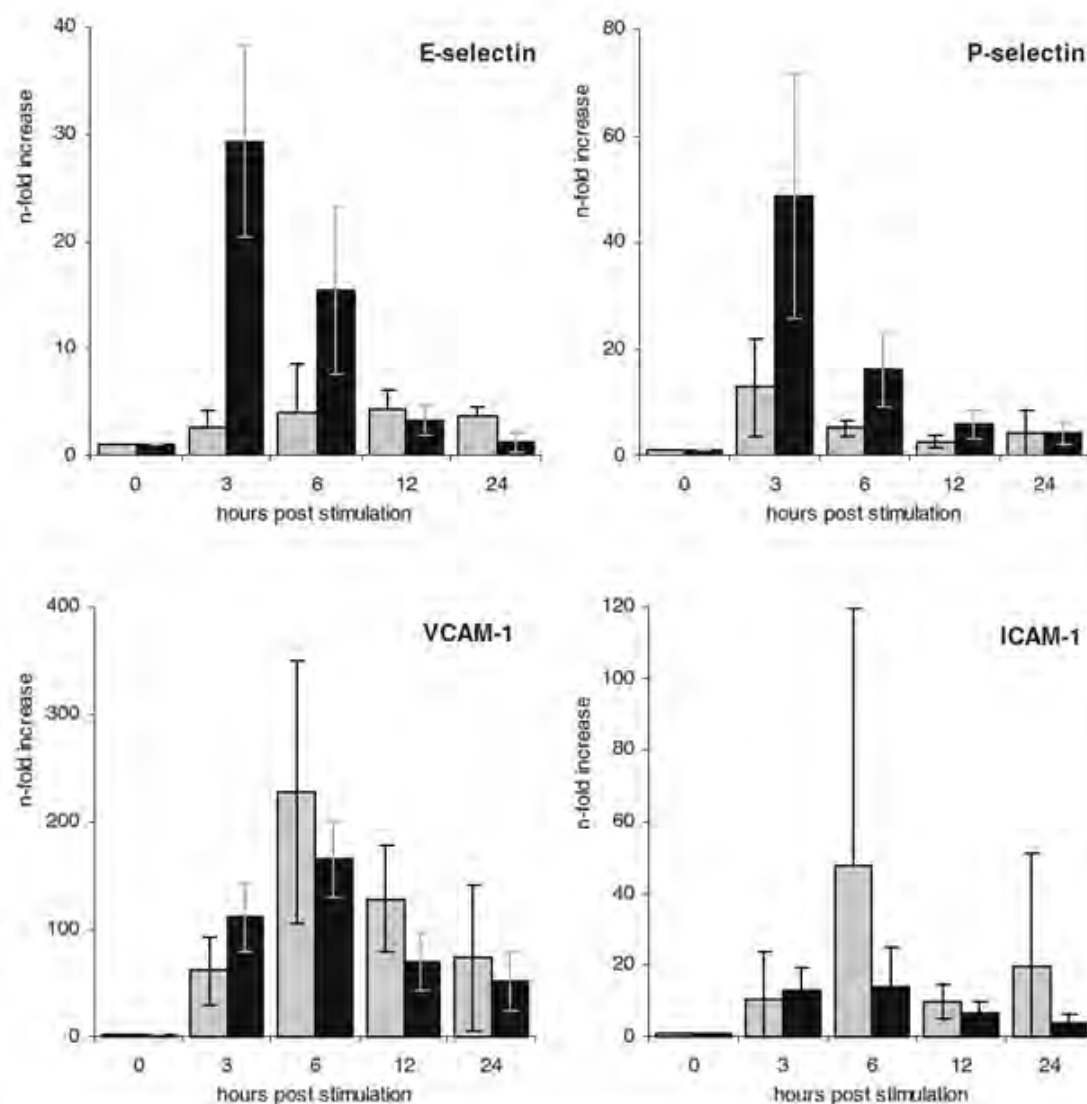 E-selectin
n-fold increase
40
30
20
10
0
0 3 6 12 24
hours post stimulation
P-selectin
n-fold increase
80
60
40
20
0
0 3 6 12 24
hours post stimulation
VCAM-1
n-fold increase
400
300
200
100
0
0 3 6 12 24
hours post stimulation
ICAM-1
n-fold increase
120
100
80
60
40
20
0
0 3 6 12 24
hours post stimulation